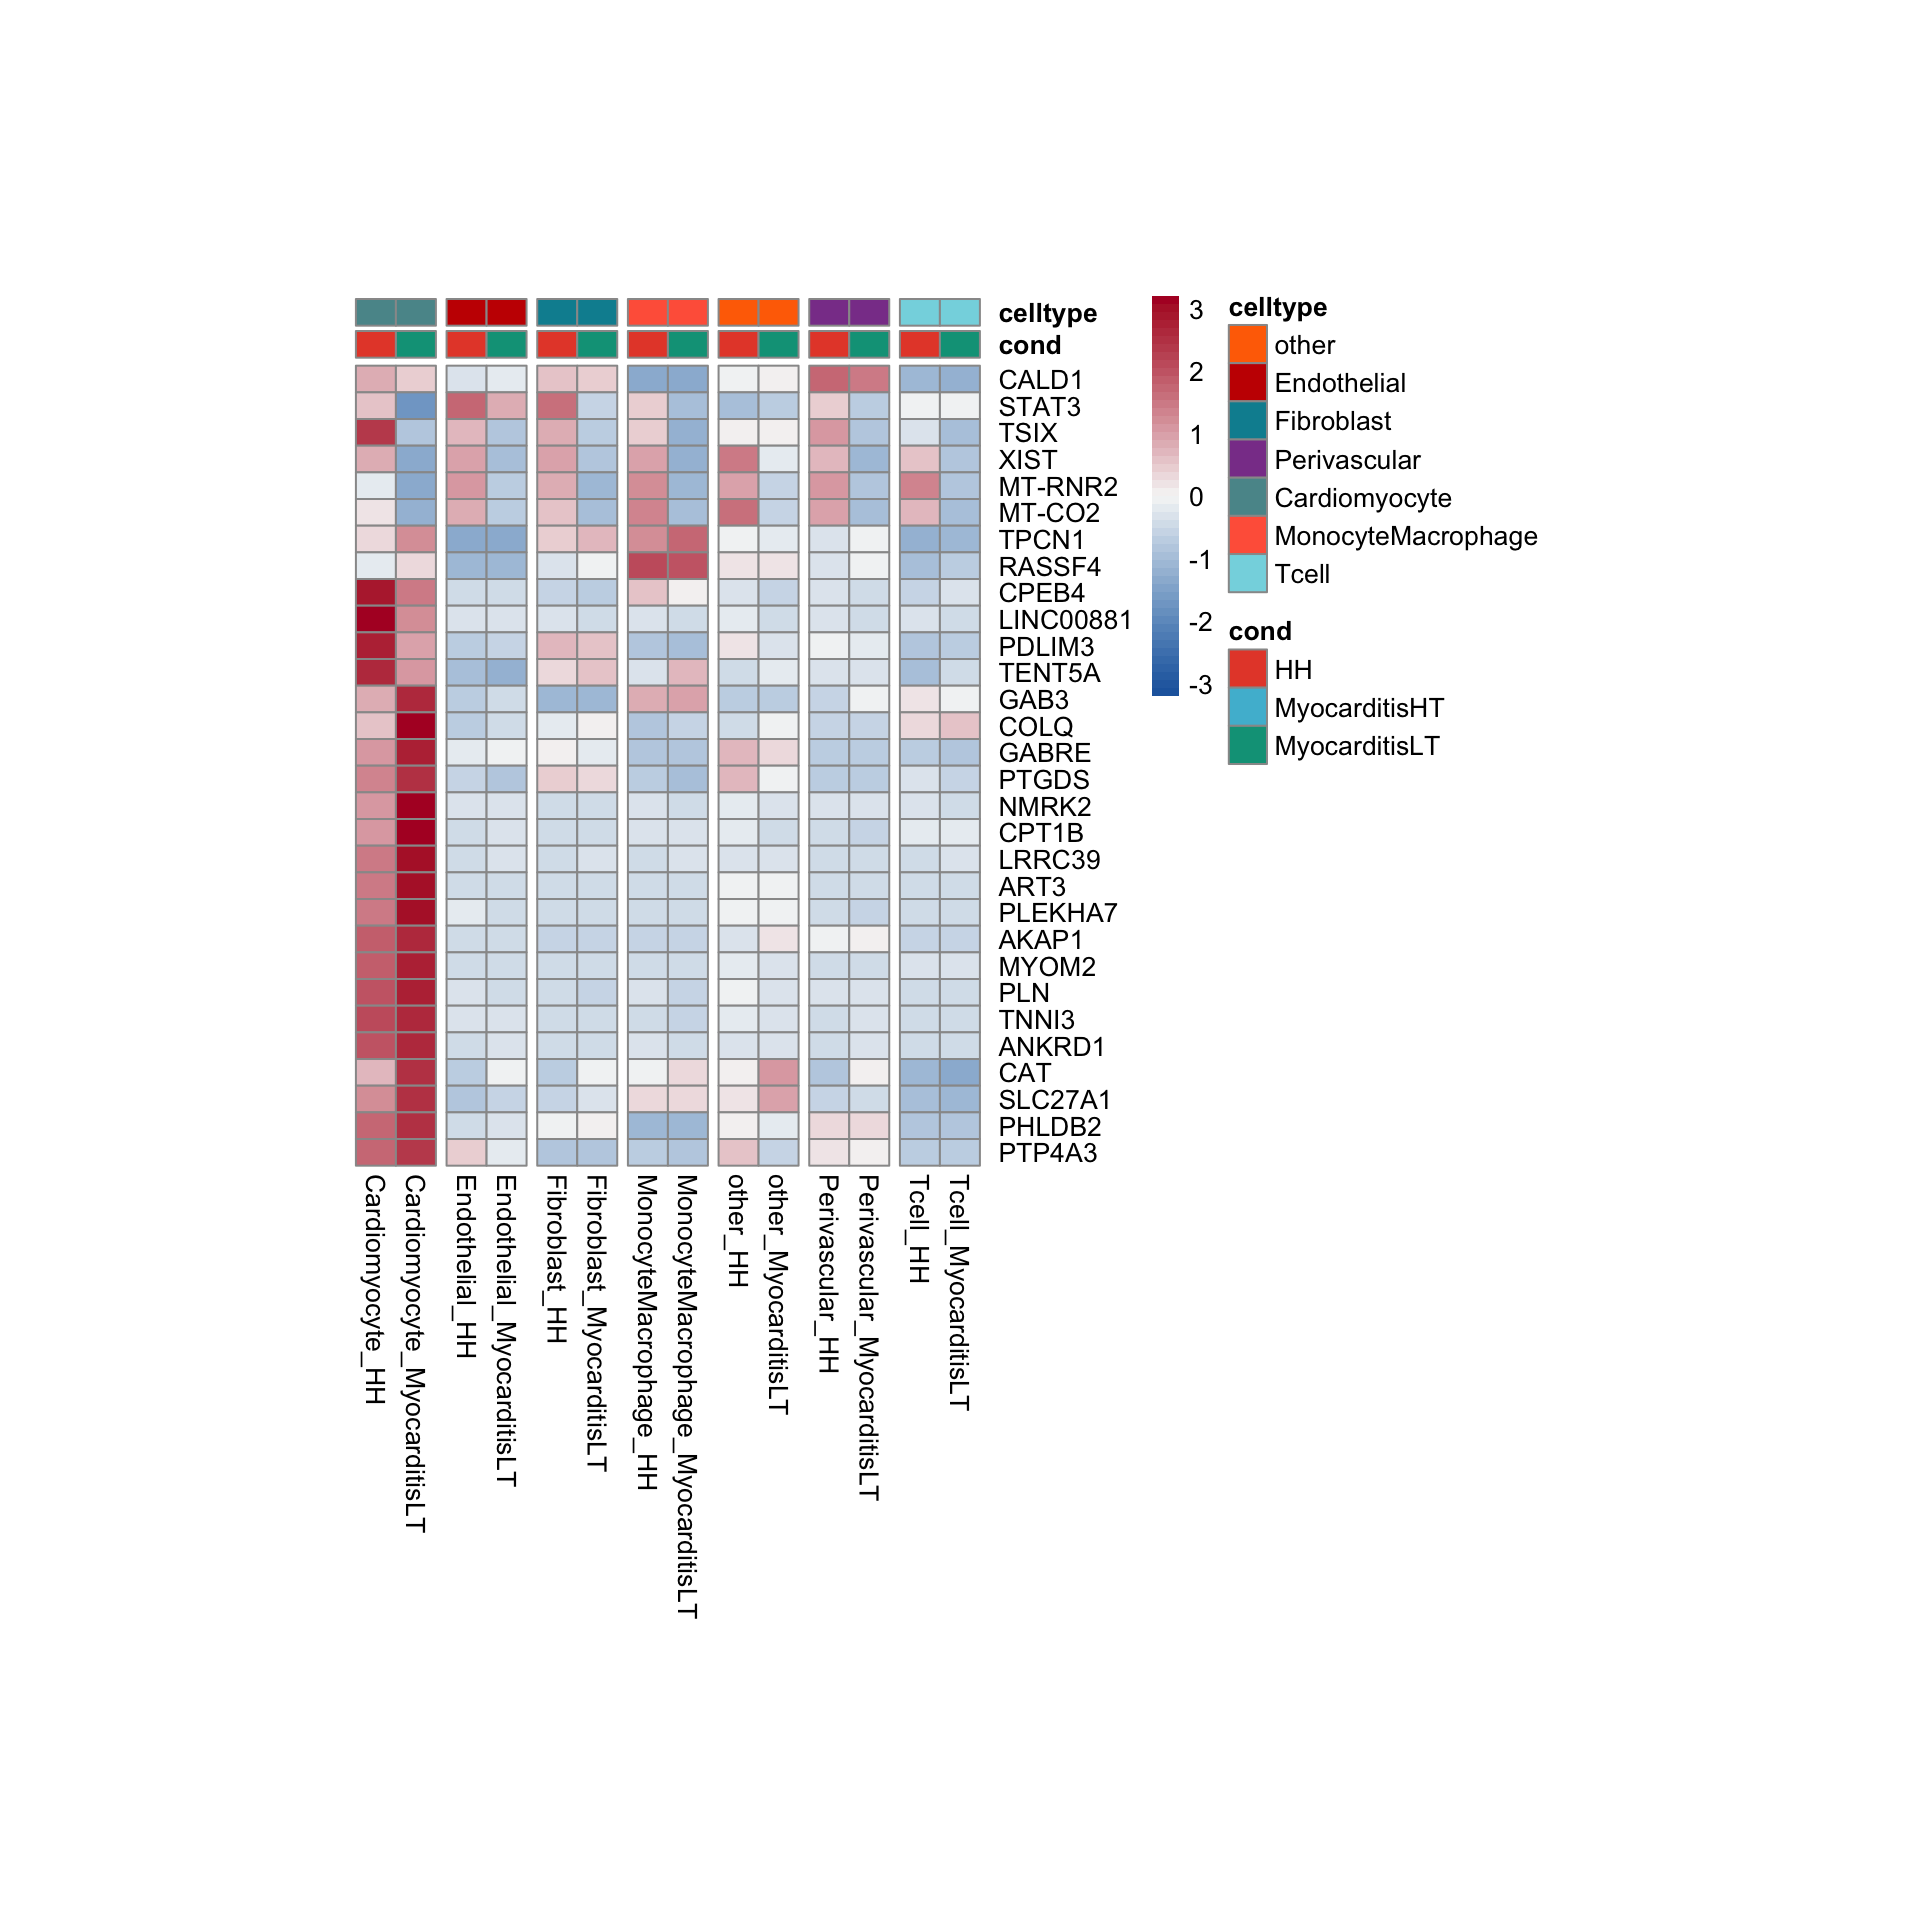 celltype
cond
CALD1
STAT3
TSIX
XIST
MT-RNR2
MT-CO2
TPCN1
RASSF4
CPEB4
LINC00881
PDLIM3
TENT5A
GAB3
COLQ
GABRE
PTGDS
NMRK2
CPT1B
LRRC39
ART3
PLEKHA7
AKAP1
MYOM2
PLN
TNNI3
ANKRD1
CAT
SLC27A1
PHLDB2
PTP4A3
Cardiomyocyte_HH
Cardiomyocyte_MyocarditisLT
Endothelial_HH
Endothelial_MyocarditisLT
Fibroblast_HH
Fibroblast_MyocarditisLT
MonocyteMacrophage_HH
MonocyteMacrophage_MyocarditisLT
other_HH
other_MyocarditisLT
Perivascular_HH
Perivascular_MyocarditisLT
Tcell_HH
Tcell_MyocarditisLT
3
2
1
0
-1
-2
-3
celltype
other
Endothelial
Fibroblast
Perivascular
Cardiomyocyte
MonocyteMacrophage
Tcell
cond
HH
MyocarditisHT
MyocarditisLT